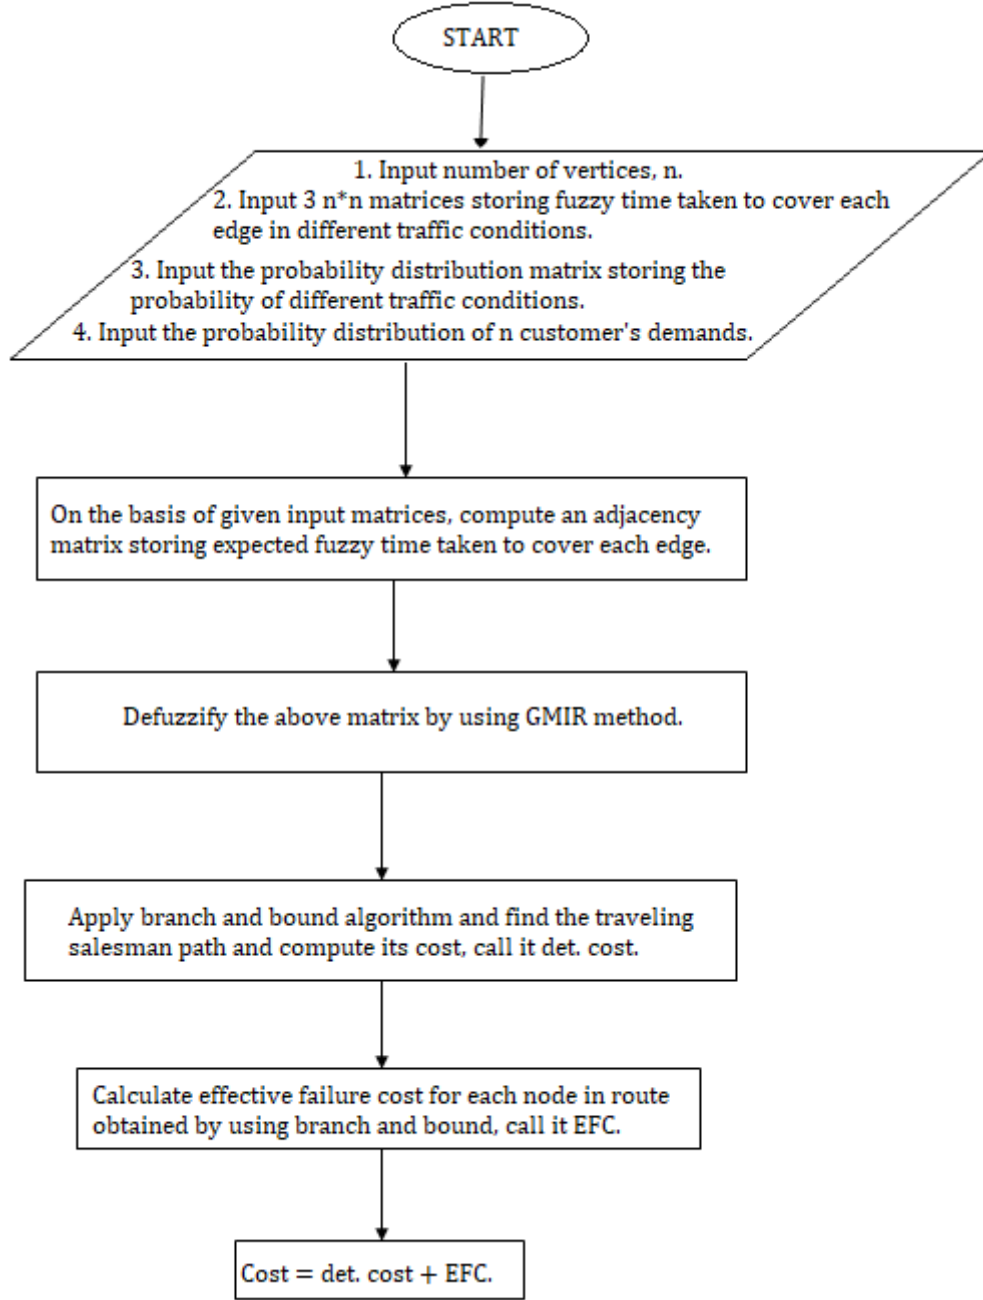 START
1. Input number of vertices, n.
2. Input 3 n*n matrices storing fuzzy time taken to cover each
edge in different traffic conditions.
3. Input the probability distribution matrix storing the
probability of different traffic conditions.
4. Input the probability distribution of n customer's demands.
On the basis of given input matrices, compute an adjacency
matrix storing expected fuzzy time taken to cover each edge.
Defuzzify the above matrix by using GMIR method.
Apply branch and bound algorithm and find the traveling
salesman path and compute its cost, call it det. cost.
Calculate effective failure cost for each node in route
obtained by using branch and bound, call it EFC.
Cost = det. cost + EFC.